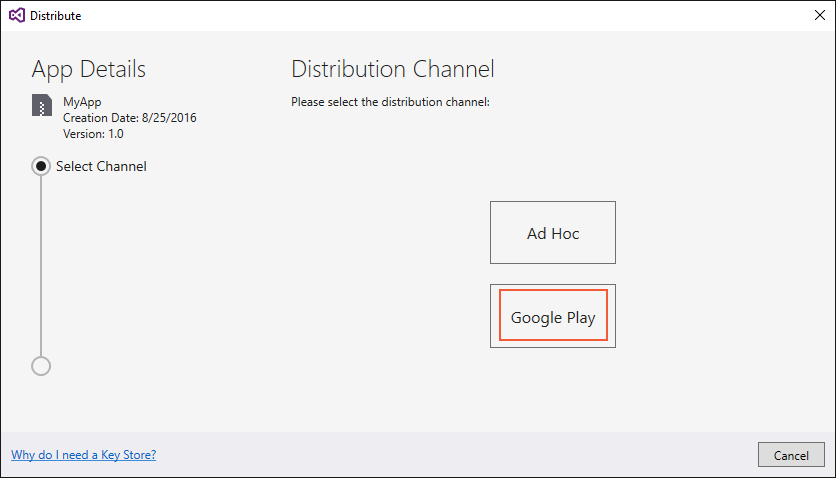 Distribute
App Details
MyApp
Creation Date: 8/25/2016
Version: 1.0
Select Channel
Distribution Channel
Please select the distribution channel:
Ad Hoc
Google Play
Why do I need a Key Store?
Cancel